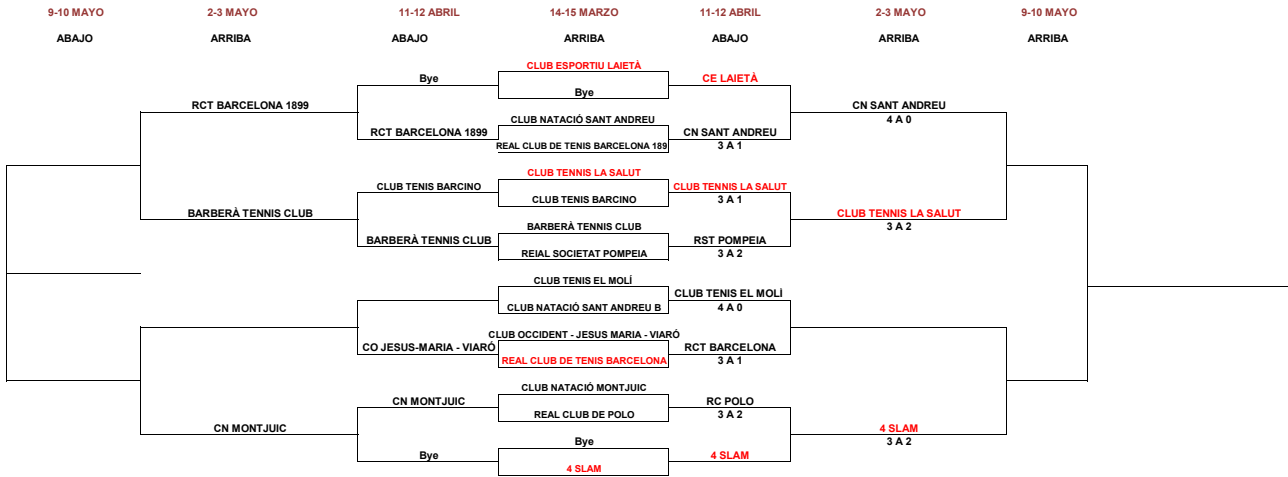 9-10 MAYO 2-3 MAYO 11-12 ABRIL 14-15 MARZO 11-12 ABRIL 2-3 MAYO 9-10 MAYO
ABAJO ARRIBA ABAJO ARRIBA ABAJO ARRIBA ARRIBA
CLUB ESPORTIU LAIETÀ
Bye CE LAIETÀ
Bye
RCT BARCELONA 1899 CN SANT ANDREU
CLUB NATACIÓ SANT ANDREU 4 A 0
RCT BARCELONA 1899 CN SANT ANDREU
REAL CLUB DE TENIS BARCELONA 189 3 A 1
CLUB TENNIS LA SALUT
CLUB TENIS BARCINO CLUB TENNIS LA SALUT
CLUB TENIS BARCINO 3 A 1
BARBERÀ TENNIS CLUB CLUB TENNIS LA SALUT
BARBERÀ TENNIS CLUB 3 A 2
BARBERÀ TENNIS CLUB RST POMPEIA
REIAL SOCIETAT POMPEIA 3 A 2
CLUB TENIS EL MOLÍ
CLUB TENIS EL MOLÍ
CLUB NATACIÓ SANT ANDREU B 4 A 0
CLUB OCCIDENT - JESUS MARIA - VIARÓ
CO JESUS-MARIA - VIARÓ RCT BARCELONA
REAL CLUB DE TENIS BARCELONA 3 A 1
CLUB NATACIÓ MONTJUIC
CN MONTJUIC RC POLO
REAL CLUB DE POLO 3 A 2
CN MONTJUIC 4 SLAM
Bye 3 A 2
Bye 4 SLAM
4 SLAM